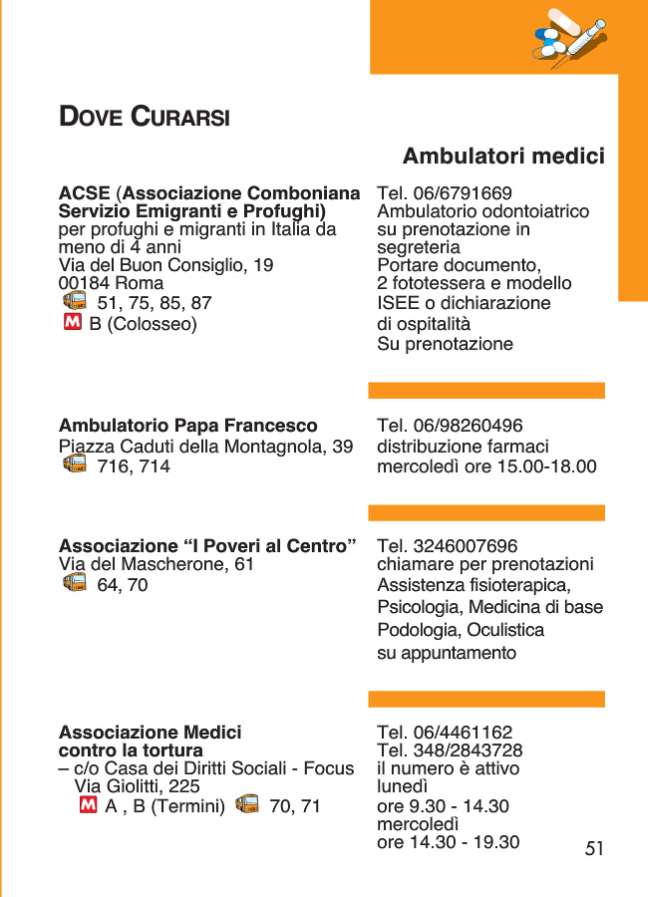 DOVE CURARSI
Ambulatori medici
ACSE (Associazione Comboniana
Servizio Emigranti e Profughi)
per profughi e migranti in Italia da
meno di 4 anni
Via del Buon Consiglio, 19
00184 Roma
51, 75, 85, 87
M B (Colosseo)
Tel. 06/6791669
Ambulatorio odontoiatrico
su prenotazione in
segreteria
Portare documento,
2 fototessera e modello
ISEE o dichiarazione
di ospitalità
Su prenotazione
Ambulatorio Papa Francesco
Piazza Caduti della Montagnola, 39
716, 714
Tel. 06/98260496
distribuzione farmaci
mercoledì ore 15.00-18.00
Associazione “I Poveri al Centro”
Via del Mascherone, 61
64, 70
Tel. 3246007696
chiamare per prenotazioni
Assistenza fisioterapica,
Psicologia, Medicina di base
Podologia, Oculistica
su appuntamento
Associazione Medici
contro la tortura
– c/o Casa dei Diritti Sociali - Focus
Via Giolitti, 225
M A , B (Termini) 70, 71
Tel. 06/4461162
Tel. 348/2843728
il numero è attivo
lunedì
ore 9.30 - 14.30
mercoledì
ore 14.30 - 19.30
51